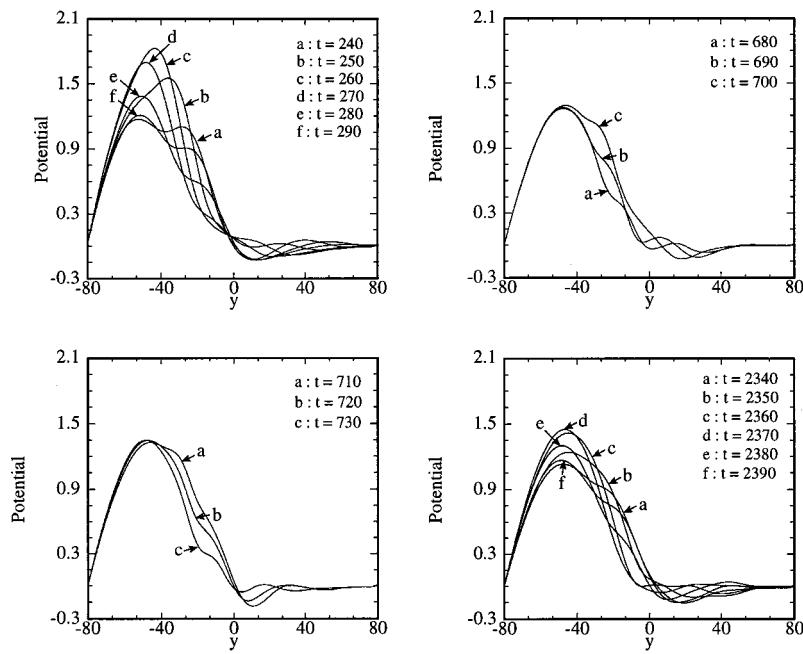 2.1
1.5
0.9
0.3
-0.3
Potential
-80
-40
0
40
80
y
a : t = 240
b : t = 250
c : t = 260
d : t = 270
e : t = 280
f : t = 290
d
c
e
f
b
a
2.1
1.5
0.9
0.3
-0.3
Potential
-80
-40
0
40
80
y
a : t = 680
b : t = 690
c : t = 700
c
b
a
2.1
1.5
0.9
0.3
-0.3
Potential
-80
-40
0
40
80
y
a : t = 710
b : t = 720
c : t = 730
a
b
c
2.1
1.5
0.9
0.3
-0.3
Potential
-80
-40
0
40
80
y
a : t = 2340
b : t = 2350
c : t = 2360
d : t = 2370
e : t = 2380
f : t = 2390
e
d
c
b
f
a